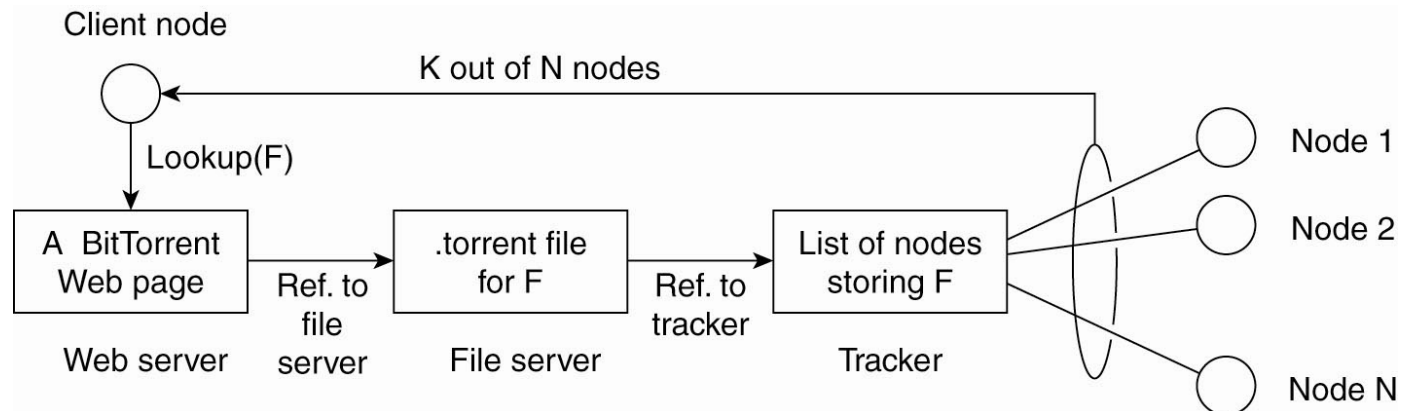 Client node
K out of N nodes
Lookup(F)
Node 1
Node 2
A BitTorrent
Web page
Ref. to
file
server
.torrent file
for F
Ref. to
tracker
List of nodes
storing F
Web server
File server
Tracker
Node N